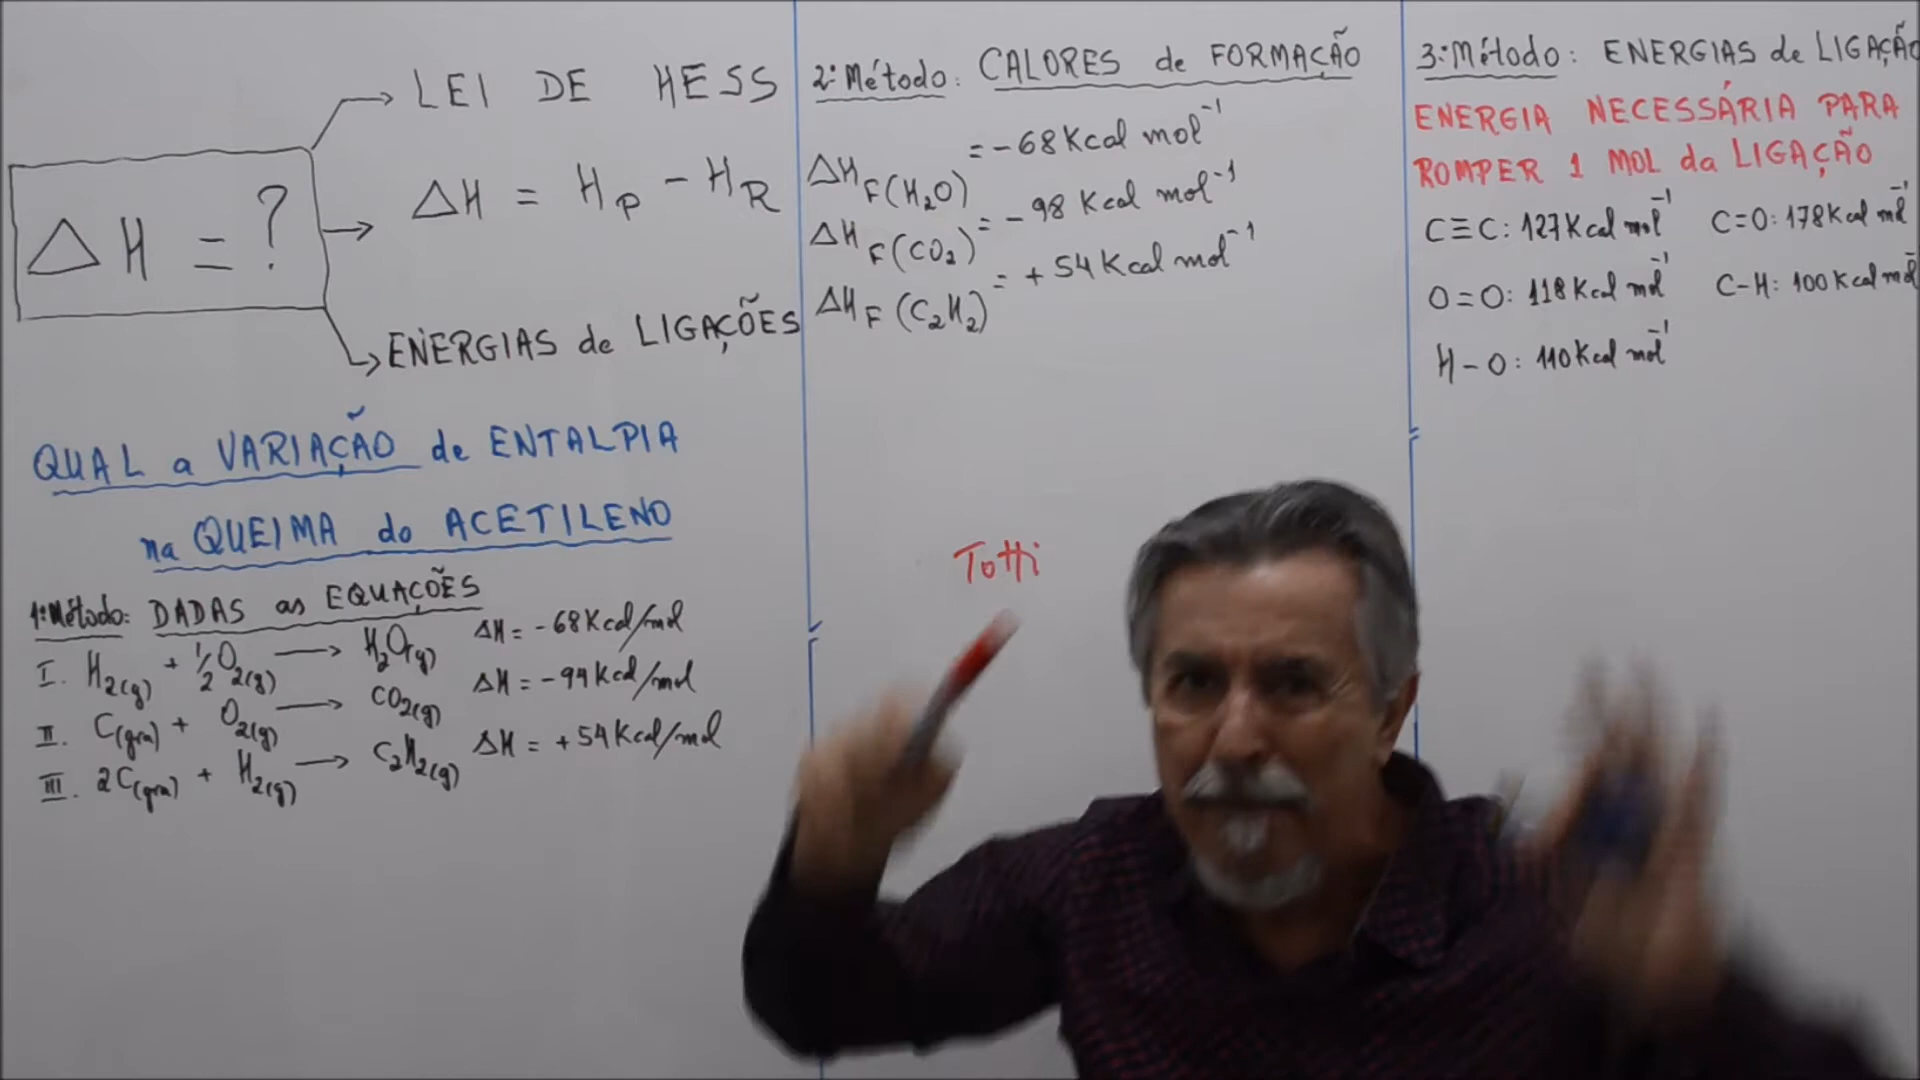 ΔH = ?
LEI DE HESS
ΔH = Hp - HR
ENERGIAS de LIGAÇÕES
QUAL a VARIAÇÃO de ENTALPIA
na QUEIMA do ACETILENO
1º Método: DADAS as EQUAÇÕES
I. H₂(g) + 1/2 O₂(g) → H₂O(g) ΔH = -68 Kcal/mol
II. C(gra) + O₂(g) → CO₂(g) ΔH = -94 Kcal/mol
III. 2C(gra) + H₂(g) → C₂H₂(g) ΔH = +54 Kcal/mol
2º Método: CALORES de FORMAÇÃO
ΔH F(H₂O) = -68 Kcal mol⁻¹
ΔH F(CO₂) = -98 Kcal mol⁻¹
ΔH F(C₂H₂) = +54 Kcal mol⁻¹
Totti
3º Método: ENERGIAS de LIGAÇÃO
ENERGIA NECESSÁRIA PARA
ROMPER 1 MOL da LIGAÇÃO
C≡C: 127 Kcal mol⁻¹ C=O: 178 Kcal mol⁻¹
O=O: 118 Kcal mol⁻¹ C-H: 100 Kcal mol⁻
H-O: 110 Kcal mol⁻¹